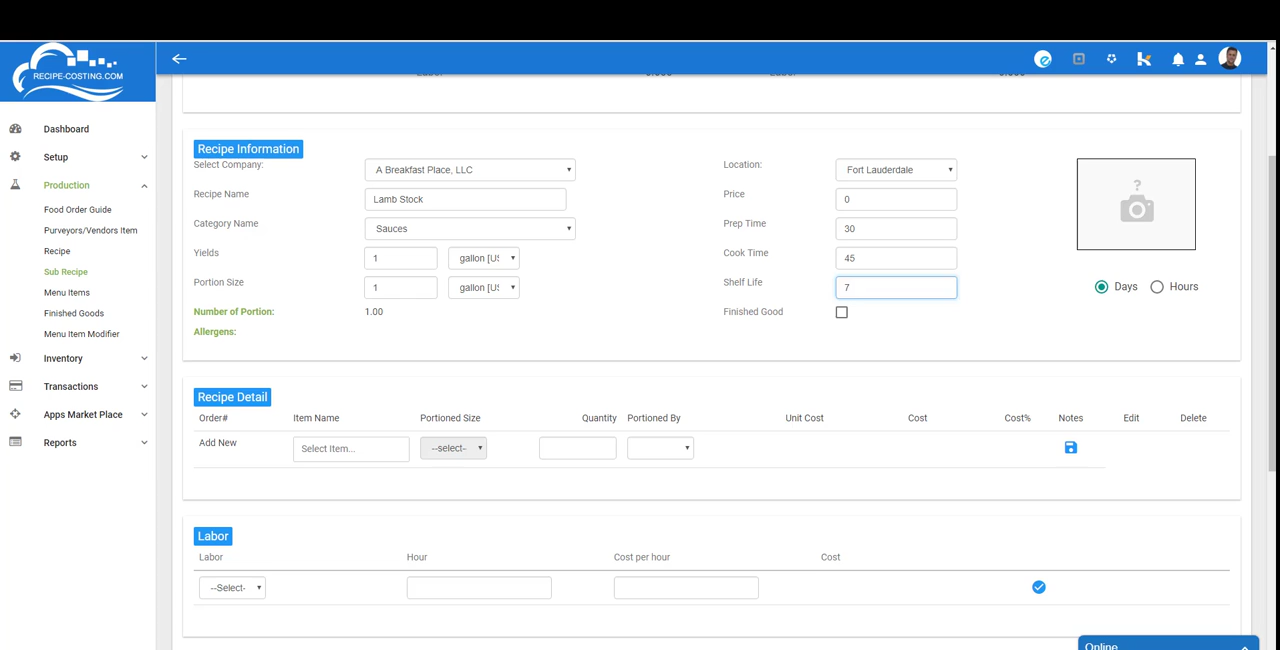 RECIPE-COSTING.COM
Dashboard
Setup
Production
Food Order Guide
Purveyors/Vendors Item
Recipe
Sub Recipe
Menu Items
Finished Goods
Menu Item Modifier
Inventory
Transactions
Apps Market Place
Reports
Recipe Information
Select Company: A Breakfast Place, LLC Location: Fort Lauderdale
Recipe Name Lamb Stock Price 0
Category Name Sauces Prep Time 30
Yields 1 gallon [US Cook Time 45
Portion Size 1 gallon [US Shelf Life 7 Days Hours
Number of Portion: 1.00 Finished Good
Allergens:
Recipe Detail
Order# Item Name Portioned Size Quantity Portioned By Unit Cost Cost Cost% Notes Edit Delete
Add New Select Item... --select-
Labor
Labor Hour Cost per hour Cost
--Select-
Online